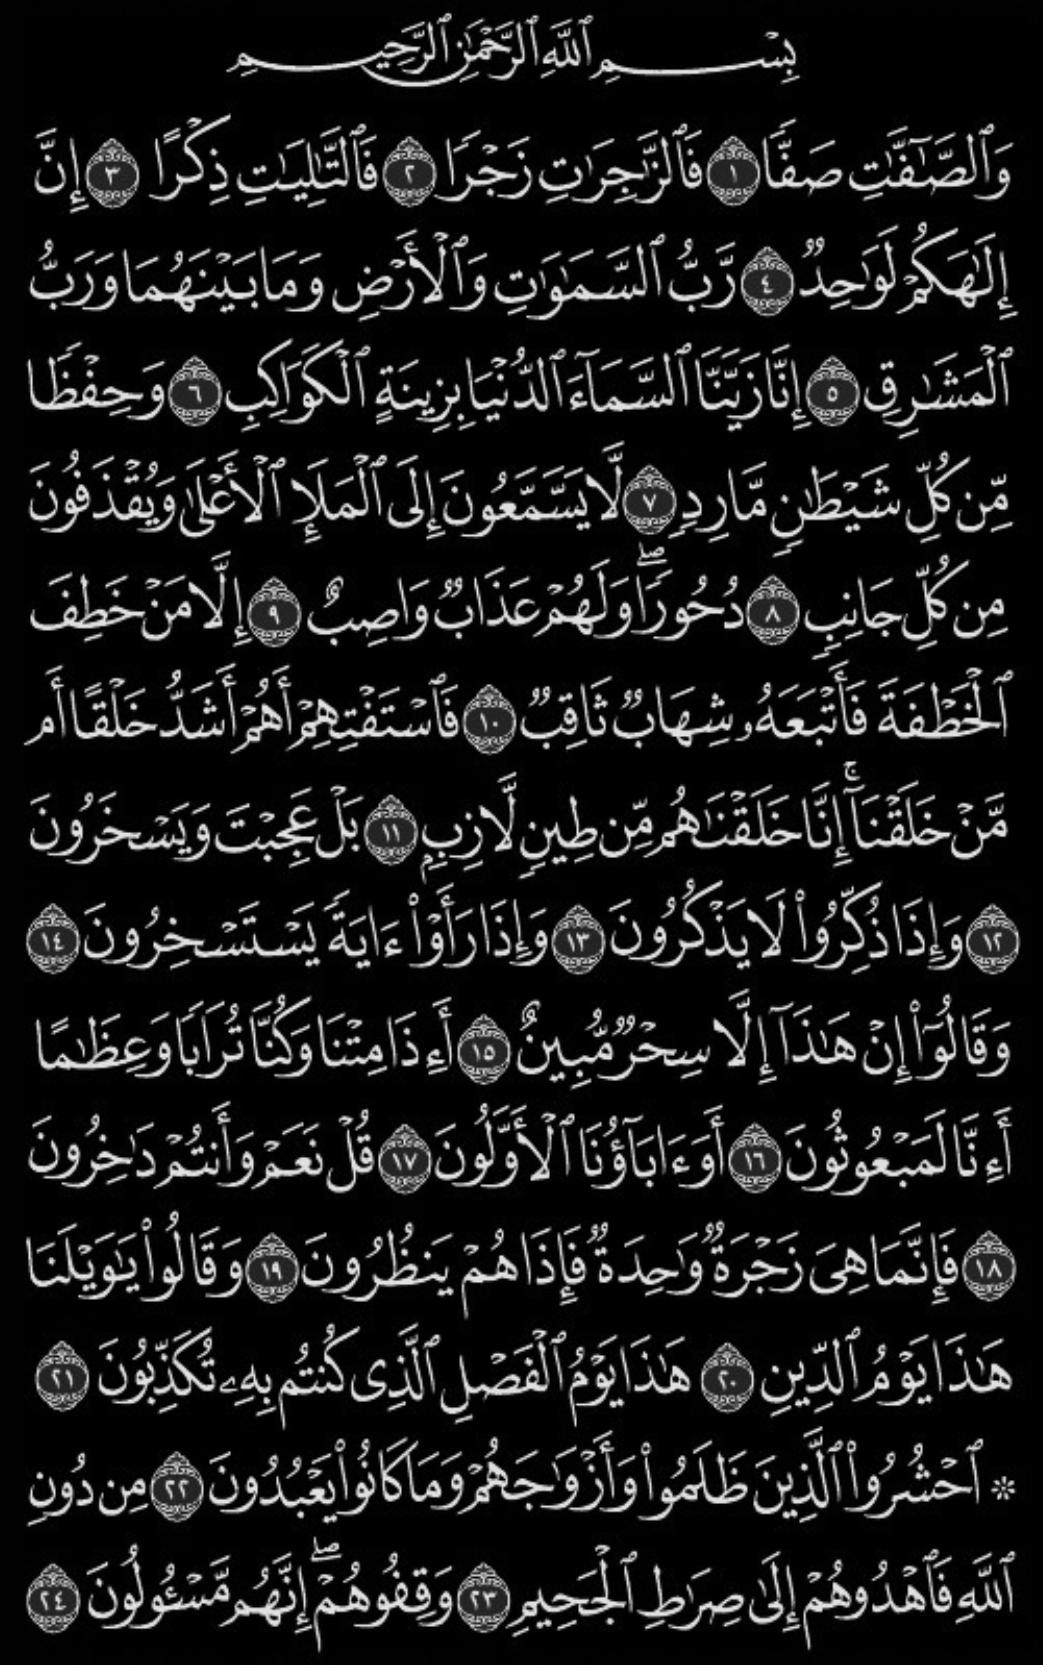 بِسْمِ ٱللَّهِ ٱلرَّحْمَٰنِ ٱلرَّحِيمِ
وَٱلصَّٰٓفَّٰتِ صَفًّا ١ فَٱلزَّٰجِرَٰتِ زَجْرًا ٢ فَٱلتَّٰلِيَٰتِ ذِكْرًا ٣ إِنَّ
إِلَٰهَكُمْ لَوَٰحِدٌ ٤ رَّبُّ ٱلسَّمَٰوَٰتِ وَٱلْأَرْضِ وَمَا بَيْنَهُمَا وَرَبُّ
ٱلْمَشَٰرِقِ ٥ إِنَّا زَيَّنَّا ٱلسَّمَآءَ ٱلدُّنْيَا بِزِينَةٍ ٱلْكَوَاكِبِ ٦ وَحِفْظًا
مِّن كُلِّ شَيْطَٰنٍ مَّارِدٍ ٧ لَّا يَسَّمَّعُونَ إِلَى ٱلْمَلَإِ ٱلْأَعْلَىٰ وَيُقْذَفُونَ
مِن كُلِّ جَانِبٍ ٨ دُحُورًا ۖ وَلَهُمْ عَذَابٌ وَاصِبٌ ٩ إِلَّا مَنْ خَطِفَ
ٱلْخَطْفَةَ فَأَتْبَعَهُۥ شِهَابٌ ثَاقِبٌ ١٠ فَٱسْتَفْتِهِمْ أَهُمْ أَشَدُّ خَلْقًا أَم
مَّنْ خَلَقْنَآ ۚ إِنَّا خَلَقْنَٰهُم مِّن طِينٍ لَّازِبٍۭ ١١ بَلْ عَجِبْتَ وَيَسْخَرُونَ
١٢ وَإِذَا ذُكِّرُوا۟ لَا يَذْكُرُونَ ١٣ وَإِذَا رَأَوْا۟ ءَايَةً يَسْتَسْخِرُونَ ١٤
وَقَالُوٓا۟ إِنْ هَٰذَآ إِلَّا سِحْرٌ مُّبِينٌ ١٥ أَءِذَا مِتْنَا وَكُنَّا تُرَابًا وَعِظَٰمًا
أَءِنَّا لَمَبْعُوثُونَ ١٦ أَوَءَابَآؤُنَا ٱلْأَوَّلُونَ ١٧ قُلْ نَعَمْ وَأَنتُمْ دَٰخِرُونَ
١٨ فَإِنَّمَا هِىَ زَجْرَةٌ وَٰحِدَةٌ فَإِذَا هُمْ يَنظُرُونَ ١٩ وَقَالُوا۟ يَٰوَيْلَنَا
هَٰذَا يَوْمُ ٱلدِّينِ ٢٠ هَٰذَا يَوْمُ ٱلْفَصْلِ ٱلَّذِى كُنتُم بِهِۦ تُكَذِّبُونَ ٢١
۞ ٱحْشُرُوا۟ ٱلَّذِينَ ظَلَمُوا۟ وَأَزْوَٰجَهُمْ وَمَا كَانُوا۟ يَعْبُدُونَ ٢٢ مِن دُونِ
ٱللَّهِ فَٱهْدُوهُمْ إِلَىٰ صِرَٰطِ ٱلْجَحِيمِ ٢٣ وَقِفُوهُمْ ۖ إِنَّهُم مَّسْـُٔولُونَ ٢٤